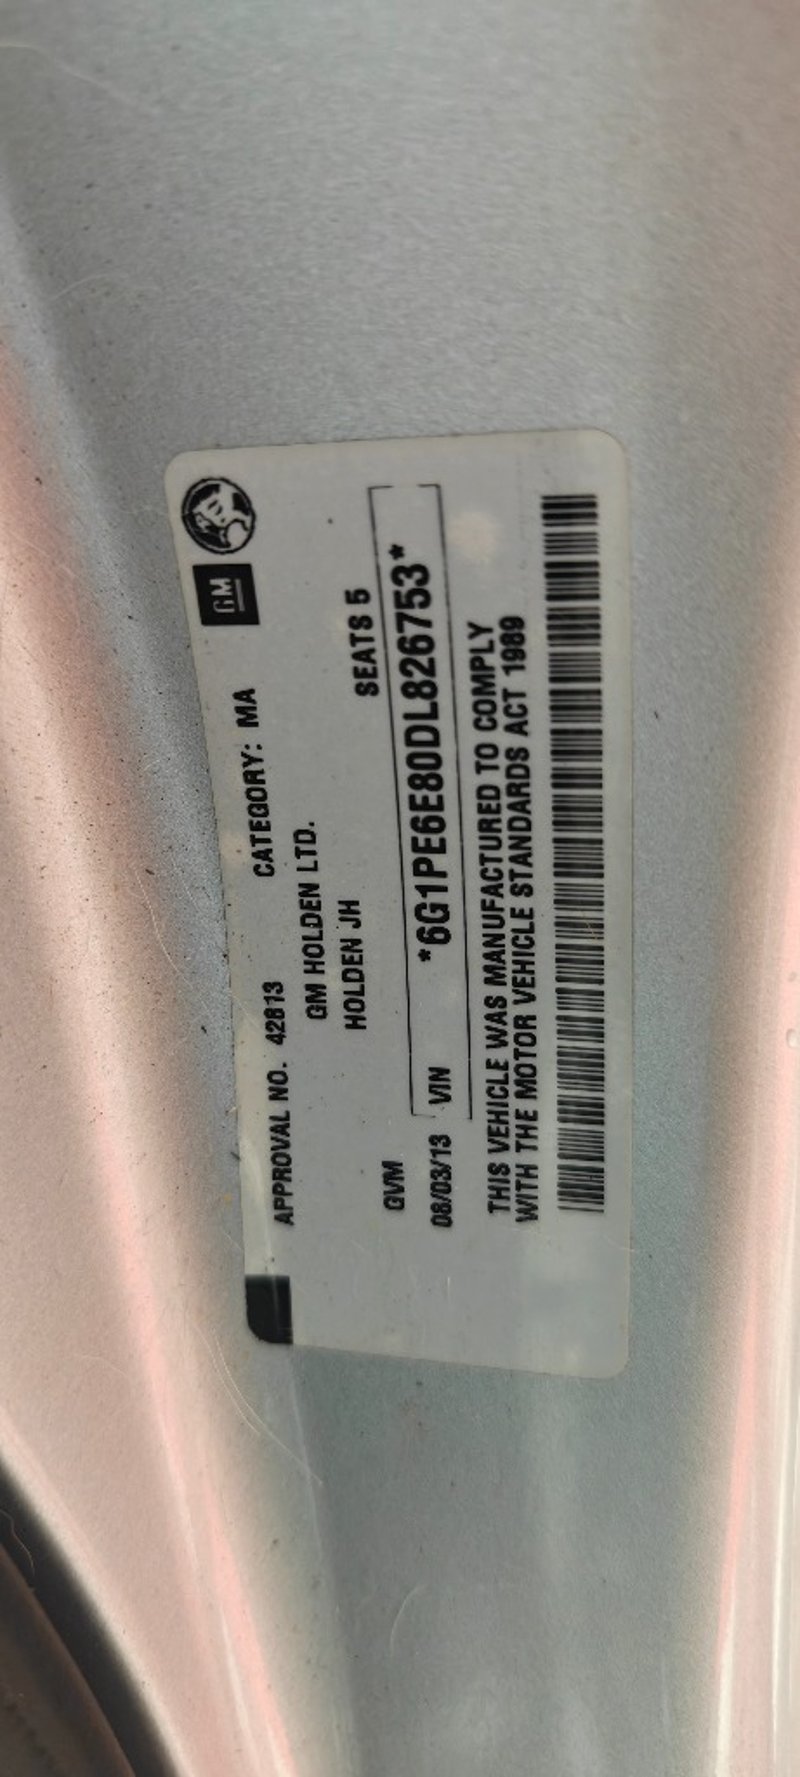 GM
APPROVAL NO. 42813 CATEGORY: MA
GM HOLDEN LTD.
HOLDEN JH
GVM SEATS 5
08/03/13 VIN *6G1PE6E80DL826753*
THIS VEHICLE WAS MANUFACTURED TO COMPLY
WITH THE MOTOR VEHICLE STANDARDS ACT 1989